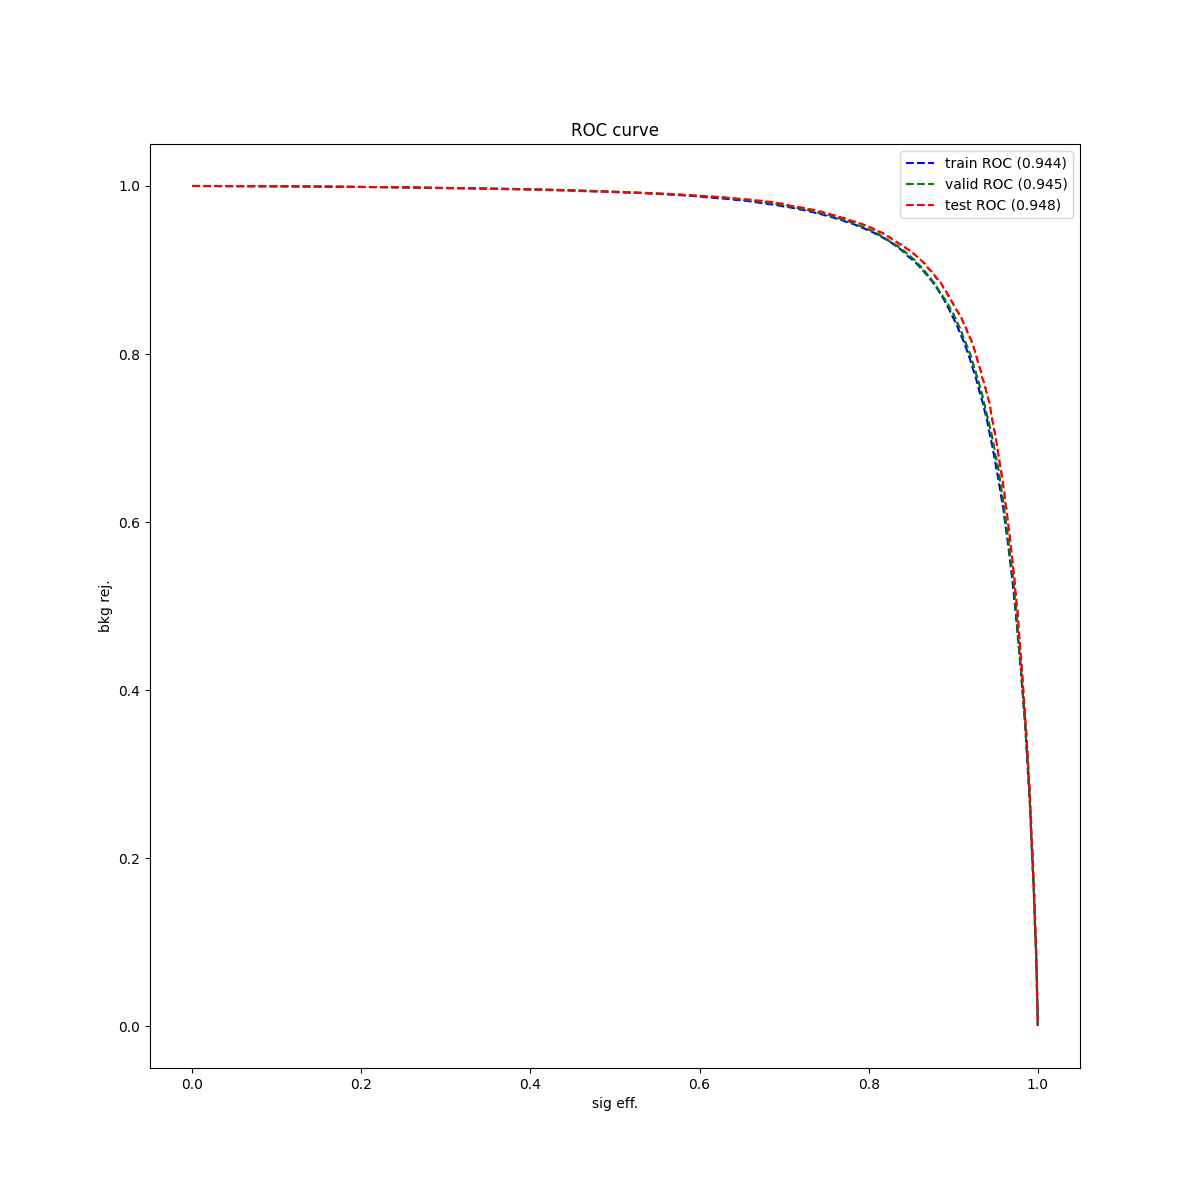 ROC curve
train ROC (0.944)
valid ROC (0.945)
test ROC (0.948)
1.0
0.8
0.6
0.4
0.2
0.0
bkg rej.
0.0 0.2 0.4 0.6 0.8 1.0
sig eff.